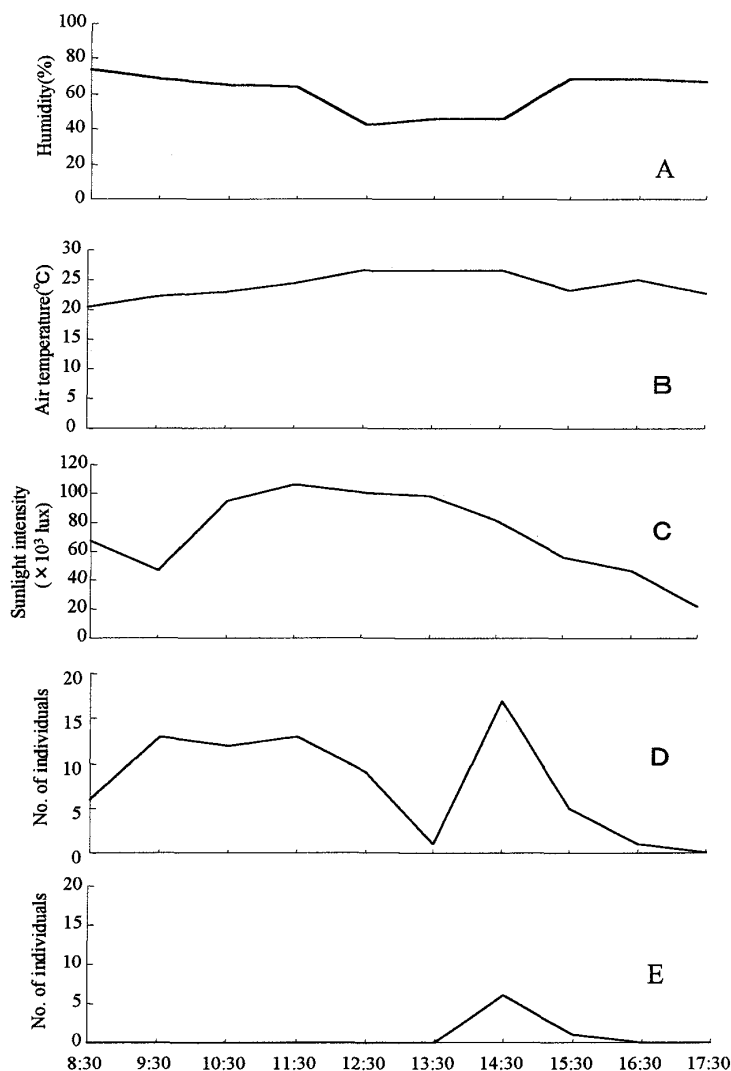 100
80
60
40
20
0
Humidity(%)
A
30
25
20
15
10
5
0
Air temperature(°C)
B
120
100
80
60
40
20
0
Sunlight intensity
(×10³ lux)
C
20
15
10
5
0
No. of individuals
D
20
15
10
5
0
No. of individuals
E
8:30 9:30 10:30 11:30 12:30 13:30 14:30 15:30 16:30 17:30